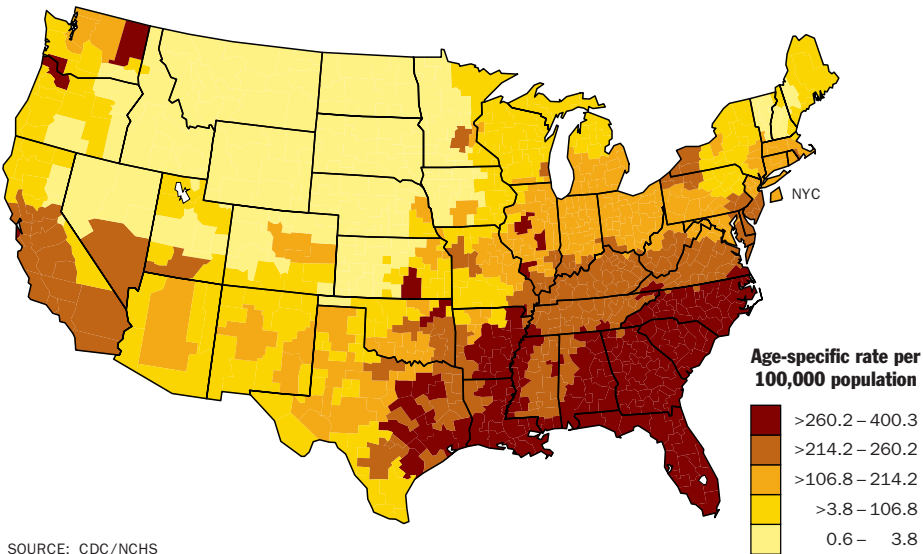 NYC
Age-specific rate per
100,000 population
>260.2 – 400.3
>214.2 – 260.2
>106.8 – 214.2
>3.8 – 106.8
0.6 – 3.8
SOURCE: CDC/NCHS